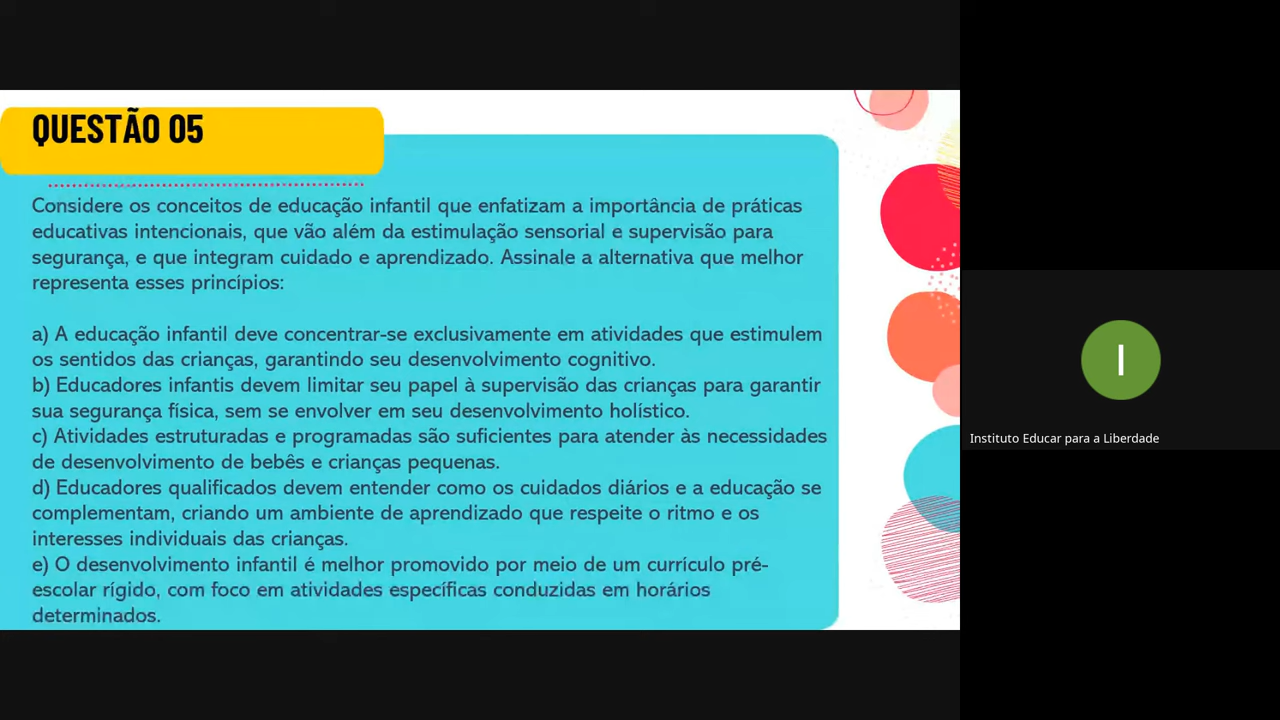 QUESTÃO 05
Considere os conceitos de educação infantil que enfatizam a importância de práticas
educativas intencionais, que vão além da estimulação sensorial e supervisão para
segurança, e que integram cuidado e aprendizado. Assinale a alternativa que melhor
representa esses princípios:
a) A educação infantil deve concentrar-se exclusivamente em atividades que estimulem
os sentidos das crianças, garantindo seu desenvolvimento cognitivo.
b) Educadores infantis devem limitar seu papel à supervisão das crianças para garantir
sua segurança física, sem se envolver em seu desenvolvimento holístico.
c) Atividades estruturadas e programadas são suficientes para atender às necessidades
de desenvolvimento de bebês e crianças pequenas.
d) Educadores qualificados devem entender como os cuidados diários e a educação se
complementam, criando um ambiente de aprendizado que respeite o ritmo e os
interesses individuais das crianças.
e) O desenvolvimento infantil é melhor promovido por meio de um currículo pré-
escolar rígido, com foco em atividades específicas conduzidas em horários
determinados.
I
Instituto Educar para a Liberdade